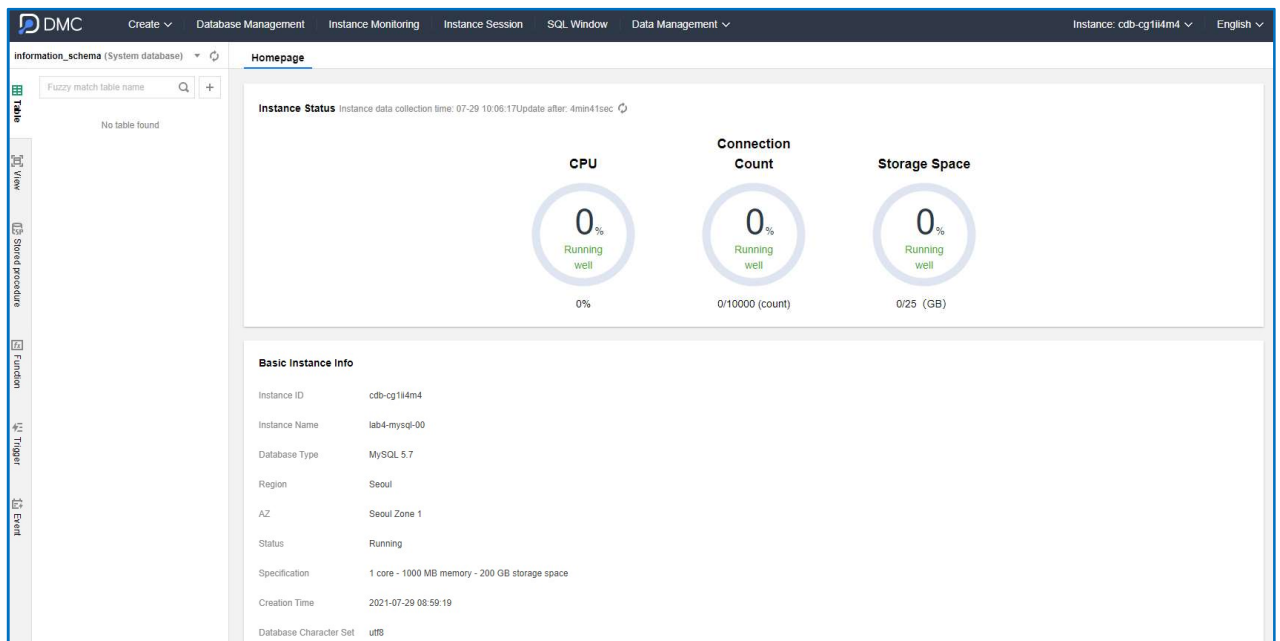 DMC
Create
Database Management
Instance Monitoring
Instance Session
SQL Window
Data Management
Instance: cdb-cg1ii4m4
English
information_schema (System database)
Homepage
Table
View
Stored procedure
Function
Trigger
Event
Fuzzy match table name
+
No table found
Instance Status Instance data collection time: 07-29 10:06:17Update after: 4min41sec
CPU
0%
Running
well
0%
Connection
Count
0%
Running
well
0/10000 (count)
Storage Space
0%
Running
well
0/25 (GB)
Basic Instance Info
Instance ID cdb-cg1ii4m4
Instance Name lab4-mysql-00
Database Type MySQL 5.7
Region Seoul
AZ Seoul Zone 1
Status Running
Specification 1 core - 1000 MB memory - 200 GB storage space
Creation Time 2021-07-29 08:59:19
Database Character Set utf8